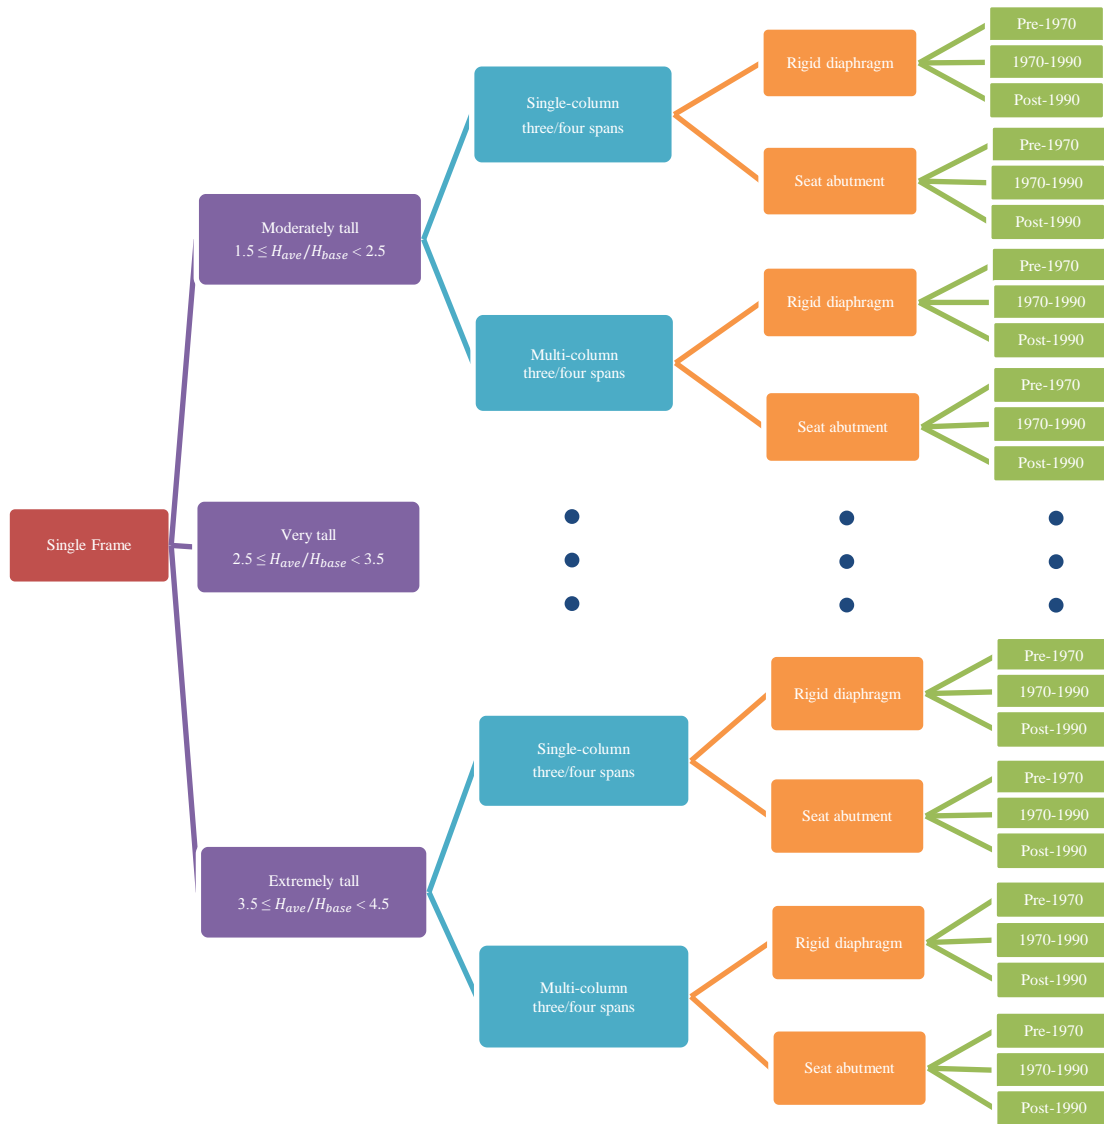 Single Frame
Moderately tall
1.5 ≤ H_ave/H_base < 2.5
Single-column
three/four spans
Rigid diaphragm
Pre-1970
1970-1990
Post-1990
Seat abutment
Pre-1970
1970-1990
Post-1990
Multi-column
three/four spans
Rigid diaphragm
Pre-1970
1970-1990
Post-1990
Seat abutment
Pre-1970
1970-1990
Post-1990
Very tall
2.5 ≤ H_ave/H_base < 3.5
Extremely tall
3.5 ≤ H_ave/H_base < 4.5
Single-column
three/four spans
Rigid diaphragm
Pre-1970
1970-1990
Post-1990
Seat abutment
Pre-1970
1970-1990
Post-1990
Multi-column
three/four spans
Rigid diaphragm
Pre-1970
1970-1990
Post-1990
Seat abutment
Pre-1970
1970-1990
Post-1990